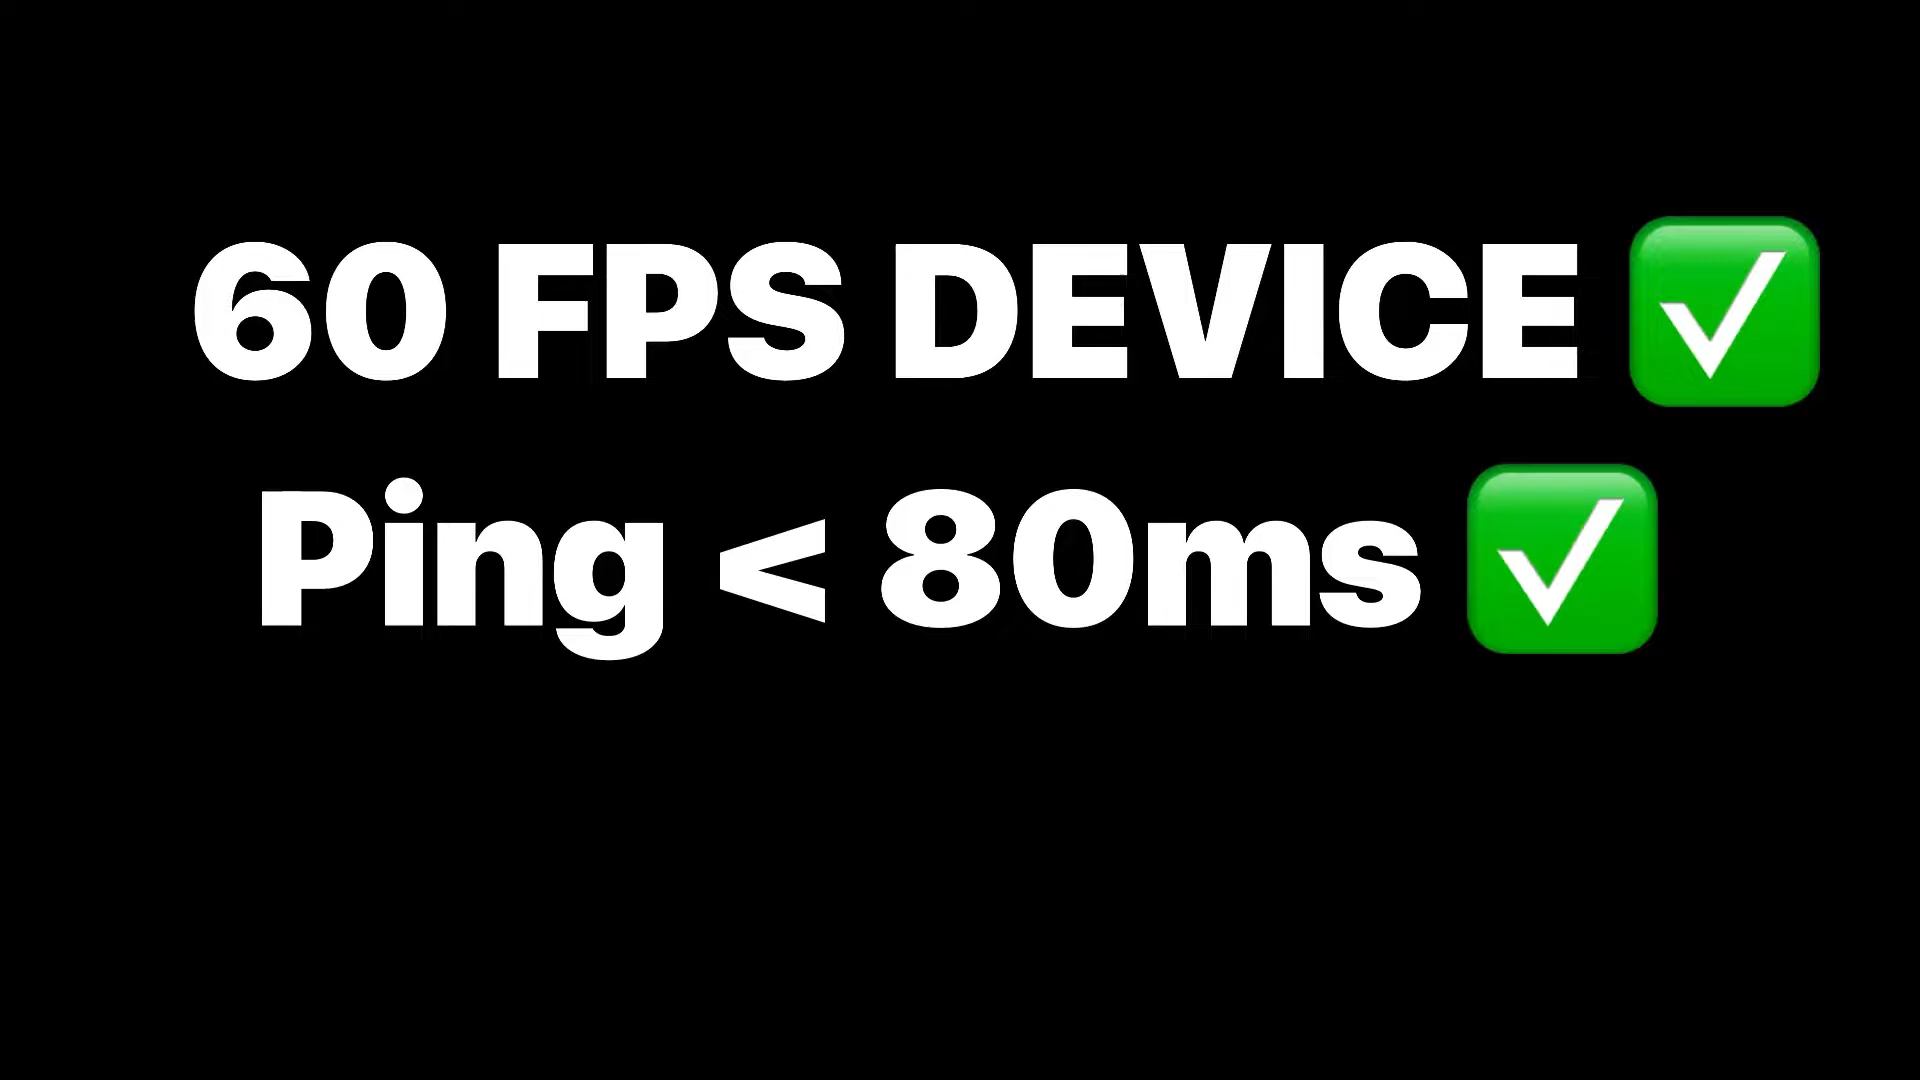 60 FPS DEVICE ✅
Ping < 80ms ✅